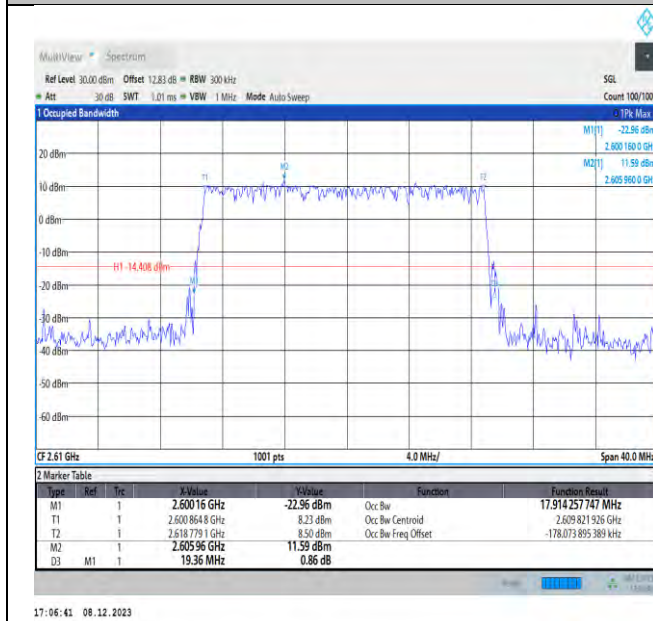 MultiView Spectrum
Ref Level 30.00 dBm Offset 12.83 dB RBW 300 kHz SGL
Att 30 dB SWT 1.01 ms VBW 1 MHz Mode Auto Sweep Count 100/100
1 Occupied Bandwidth 1Pk Max
M1[1] -22.96 dBm
2.600 160 0 GH
20 dBm M2[1] 11.59 dBm
2.605 960 0 GH
M2
T1
10 dBm
0 dBm
-10 dBm
H1 -14.408 dBm
-20 dBm
-30 dBm
-40 dBm
-50 dBm
-60 dBm
CF 2.61 GHz 1001 pts 4.0 MHz/ Span 40.0 MHz
2 Marker Table
Type Ref Trc X-Value Y-Value Function Function Result
M1 1 2.600 16 GHz -22.96 dBm Occ Bw 17.914 257 747 MHz
T1 1 2.600 864 8 GHz 8.23 dBm Occ Bw Centroid 2.609 821 926 GHz
T2 1 2.618 779 1 GHz 8.50 dBm Occ Bw Freq Offset -178.073 895 389 kHz
M2 1 2.605 96 GHz 11.59 dBm
D3 M1 1 19.36 MHz 0.86 dB
17:06:41 08.12.2023